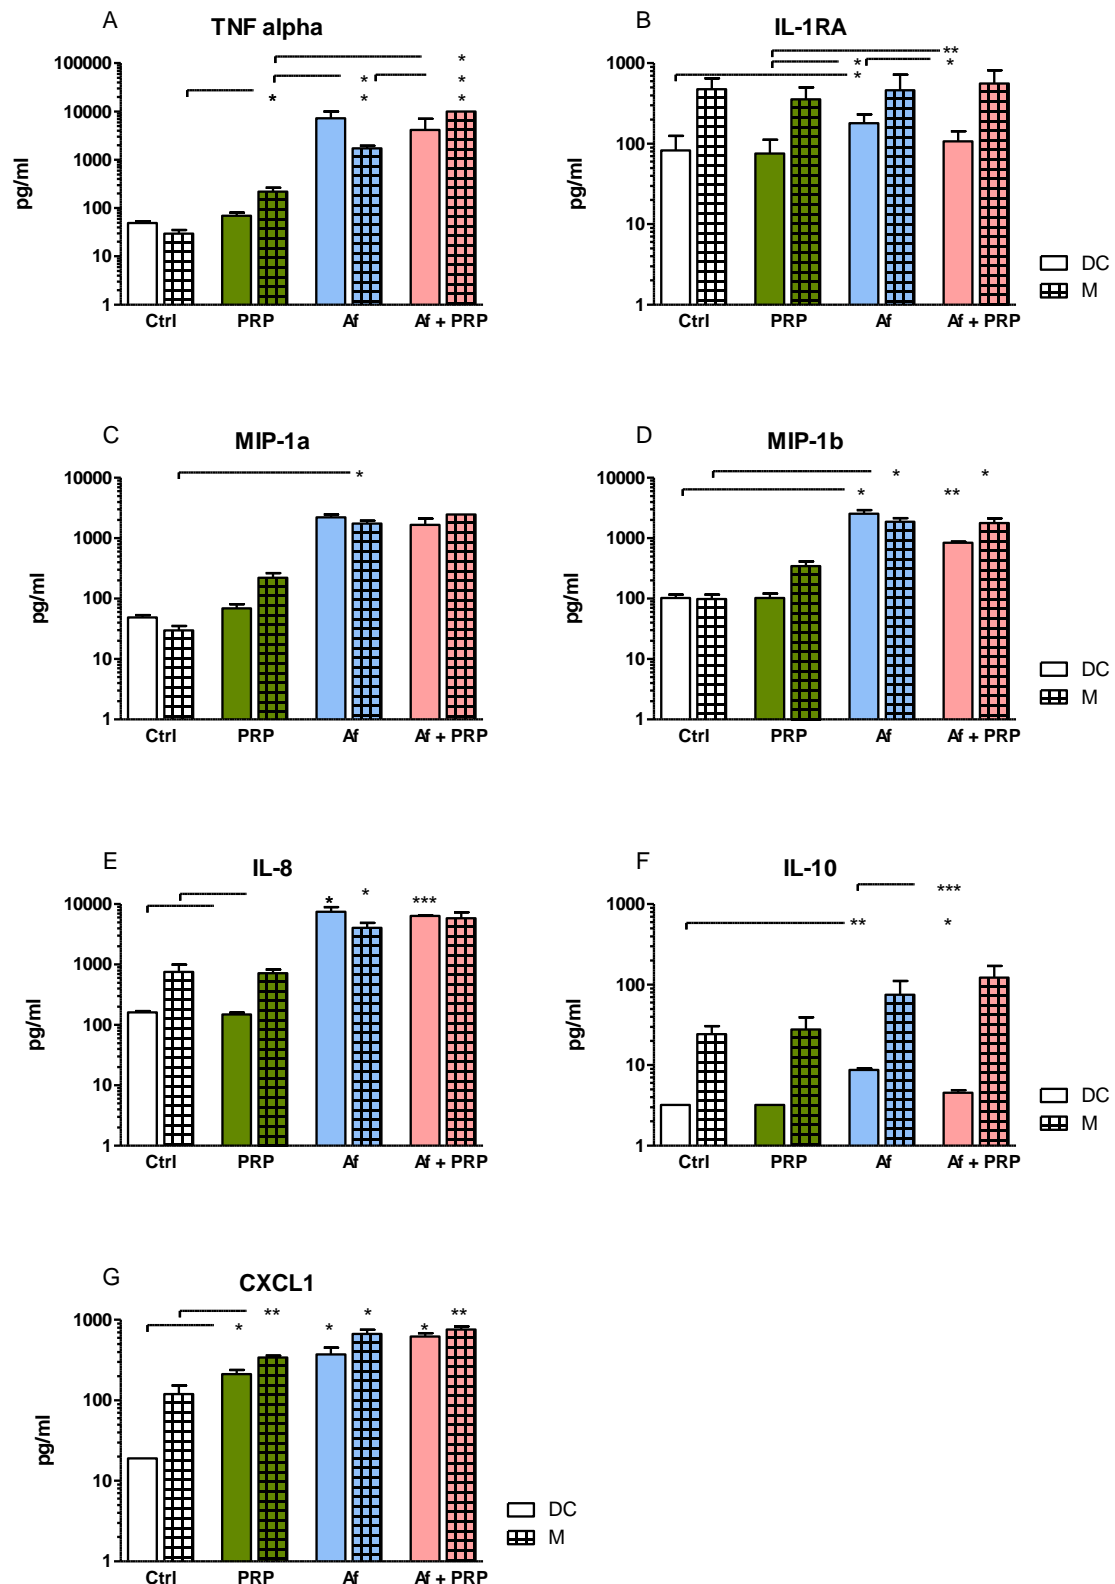 A
TNF alpha
pg/ml
100000
10000
1000
100
10
1
*
*
*
*
*
*
Ctrl
PRP
Af
Af + PRP
B
IL-1RA
pg/ml
1000
100
10
1
**
*
*
*
Ctrl
PRP
Af
Af + PRP
DC
M
C
MIP-1a
pg/ml
10000
1000
100
10
1
*
Ctrl
PRP
Af
Af + PRP
D
MIP-1b
pg/ml
10000
1000
100
10
1
* *
* **
Ctrl
PRP
Af
Af + PRP
DC
M
E
IL-8
pg/ml
10000
1000
100
10
1
* * ***
Ctrl
PRP
Af
Af + PRP
F
IL-10
pg/ml
1000
100
10
1
***
** *
Ctrl
PRP
Af
Af + PRP
DC
M
G
CXCL1
pg/ml
1000
100
10
1
** * **
* * *
Ctrl
PRP
Af
Af + PRP
DC
M